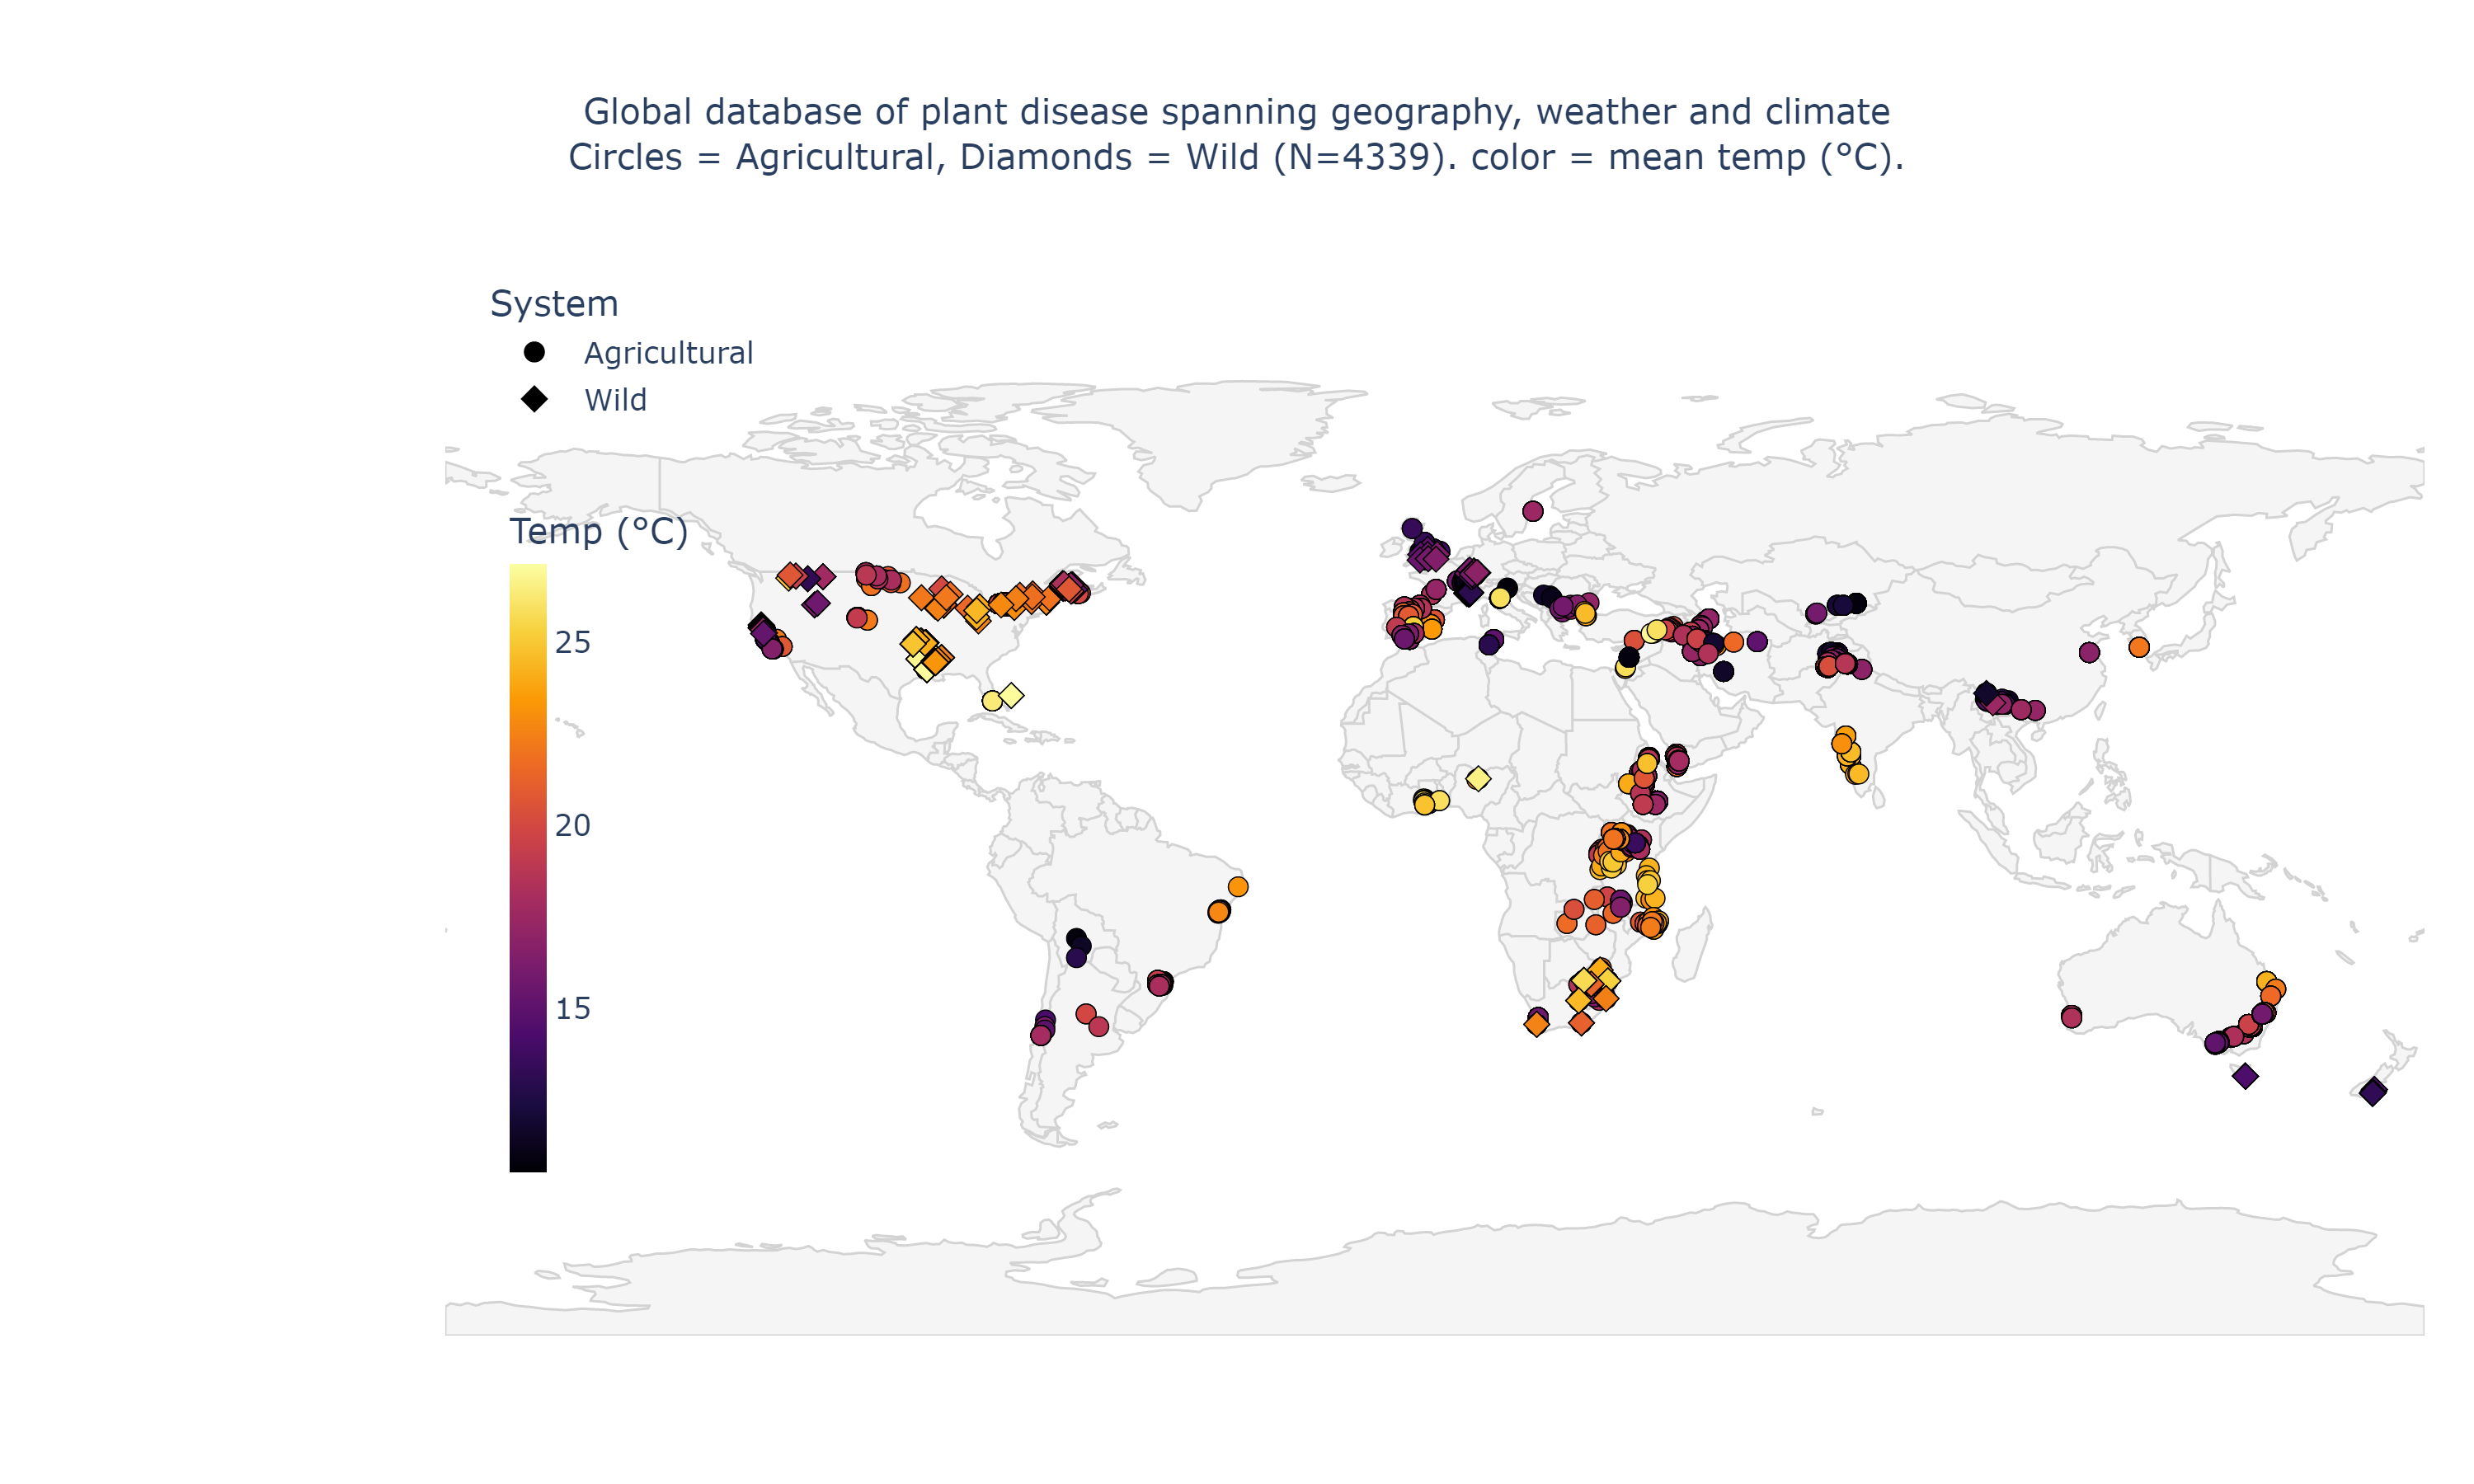 Global database of plant disease spanning geography, weather and climate
Circles = Agricultural, Diamonds = Wild (N=4339). color = mean temp (°C).
System
Agricultural
Wild
Temp (°C)
25
20
15